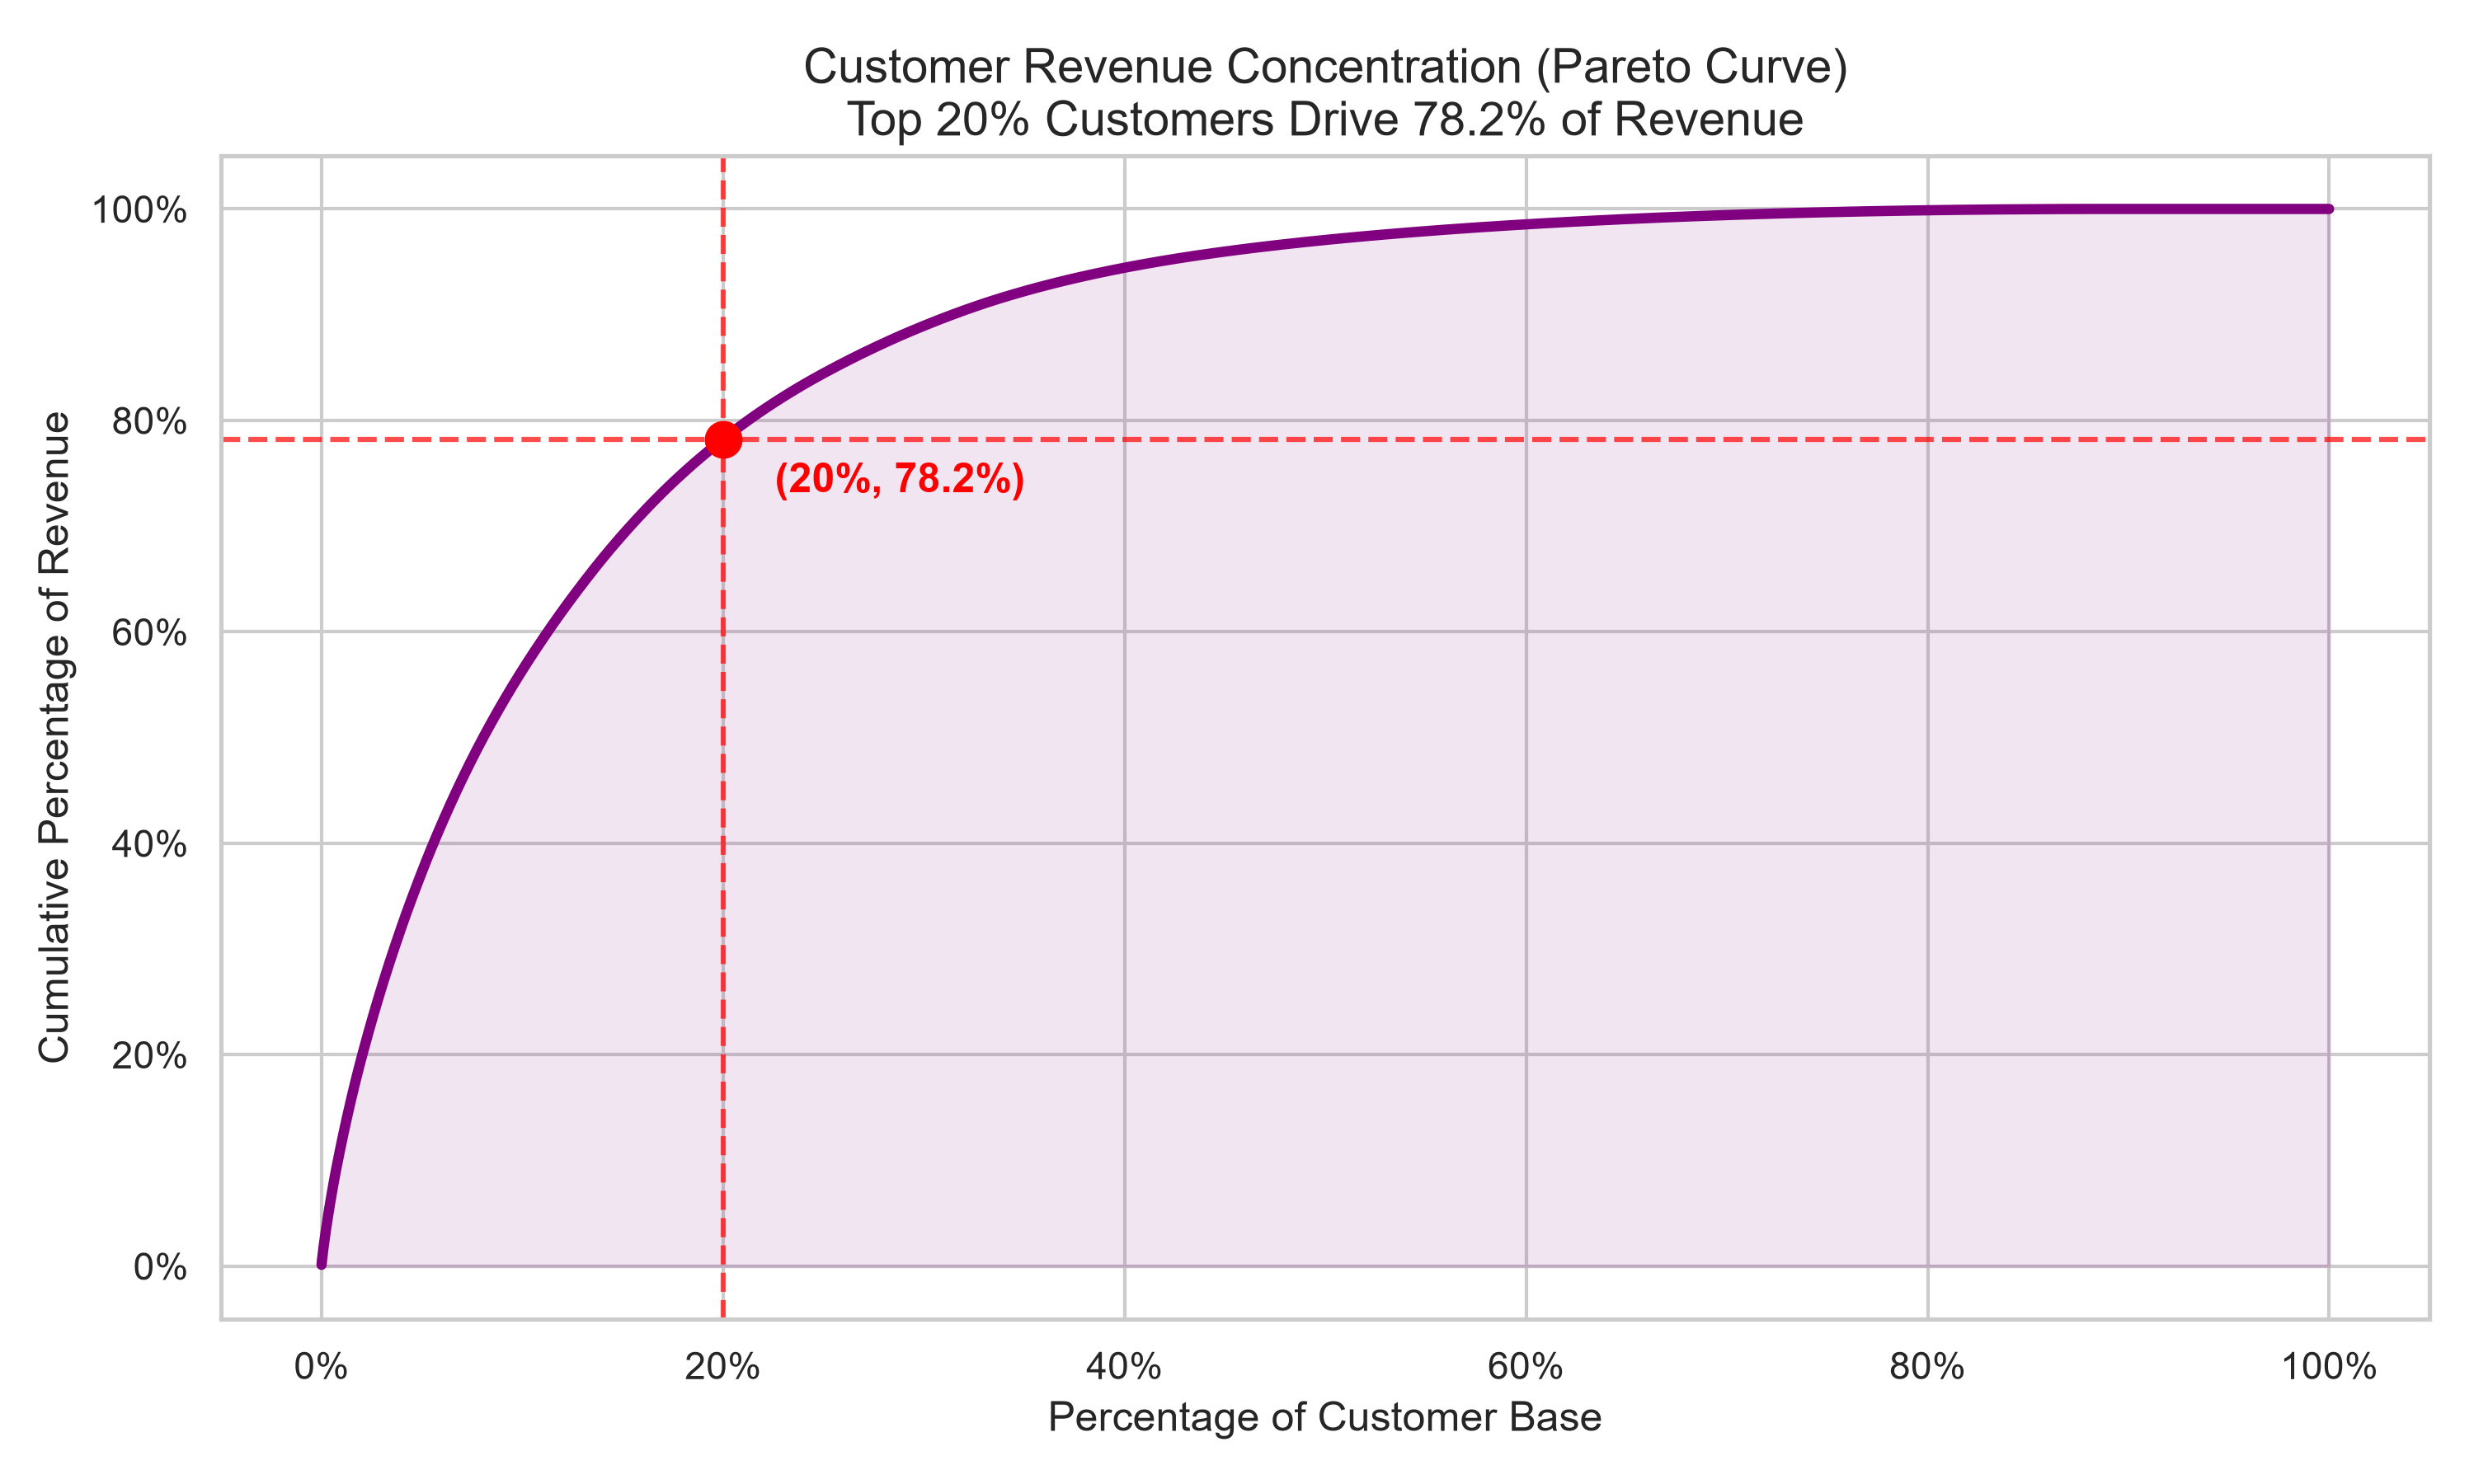 Customer Revenue Concentration (Pareto Curve)
Top 20% Customers Drive 78.2% of Revenue
Cumulative Percentage of Revenue
100%
80%
60%
40%
20%
0%
(20%, 78.2%)
0% 20% 40% 60% 80% 100%
Percentage of Customer Base